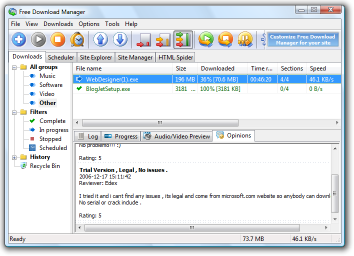 Free Download Manager
File View Downloads Options Tools Help
Customize Free Download
Manager for your site
Downloads Scheduler Site Explorer Site Manager HTML Spider
All groups
Music
Software
Video
Other
Filters
Complete
In progress
Stopped
Scheduled
History
Recycle Bin
File name Size Downloaded Time r... Sections Speed
WebDesigner(1).exe 196 MB 36% [70.6 MB] 00:46:20 4/4 46.1 KB/s
BlogJetSetup.exe 3181 ... 100% [3181 KB] 0/4 0 KB/s
Log Progress Audio/Video Preview Opinions
No problems!!! :)
Rating: 5
Trial Version , Legal , No issues .
2006-12-17 15:11:42
Reviewer: Edex
I tried it and i cant find any issues , its legal and come from microsoft.com website so anybody can down
No serial or crack include .
Rating: 5
Ready 73.7 MB 46.1 KB/s